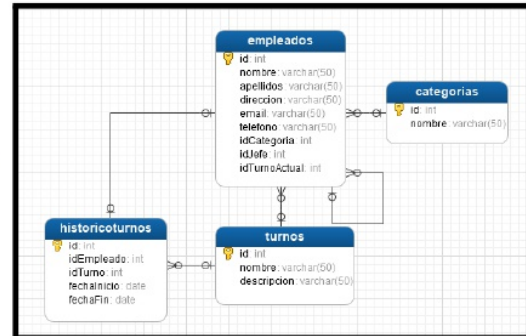 empleados
id: int
nombre: varchar(50)
apellidos: varchar(50)
direccion: varchar(50)
email: varchar(50)
telefono: varchar(50)
idCategoria: int
idJefe: int
idTurnoActual: int
categorias
id: int
nombre: varchar(50)
historicoturnos
id: int
idEmpleado: int
idTurno: int
fechaInicio: date
fechaFin: date
turnos
id: int
nombre: varchar(50)
descripcion: varchar(50)